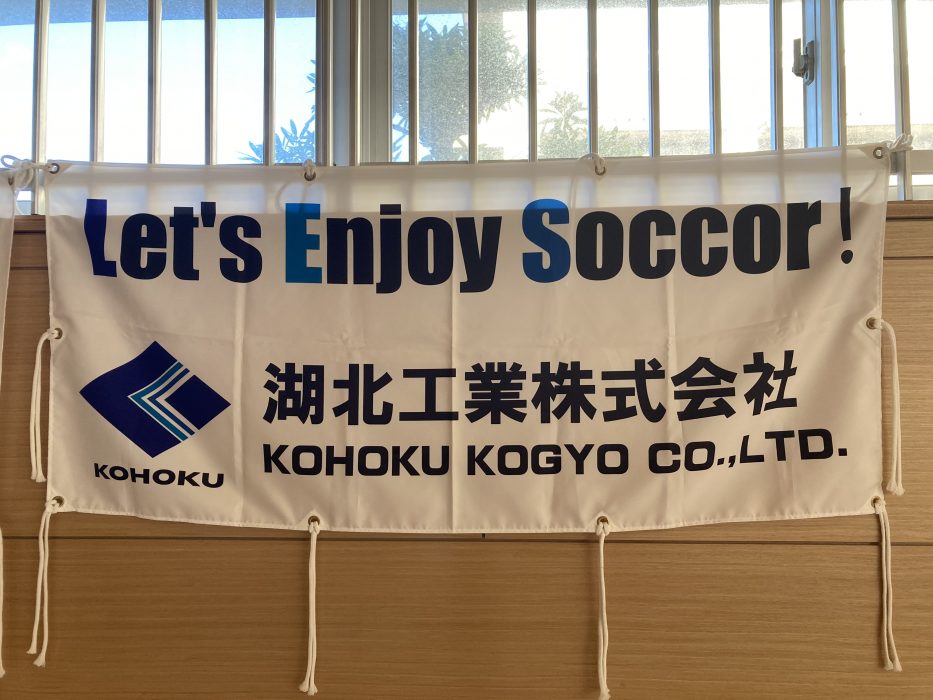 Let's Enjoy Soccor!
湖北工業株式会社
KOHOKU KOGYO CO.,LTD.
KOHOKU